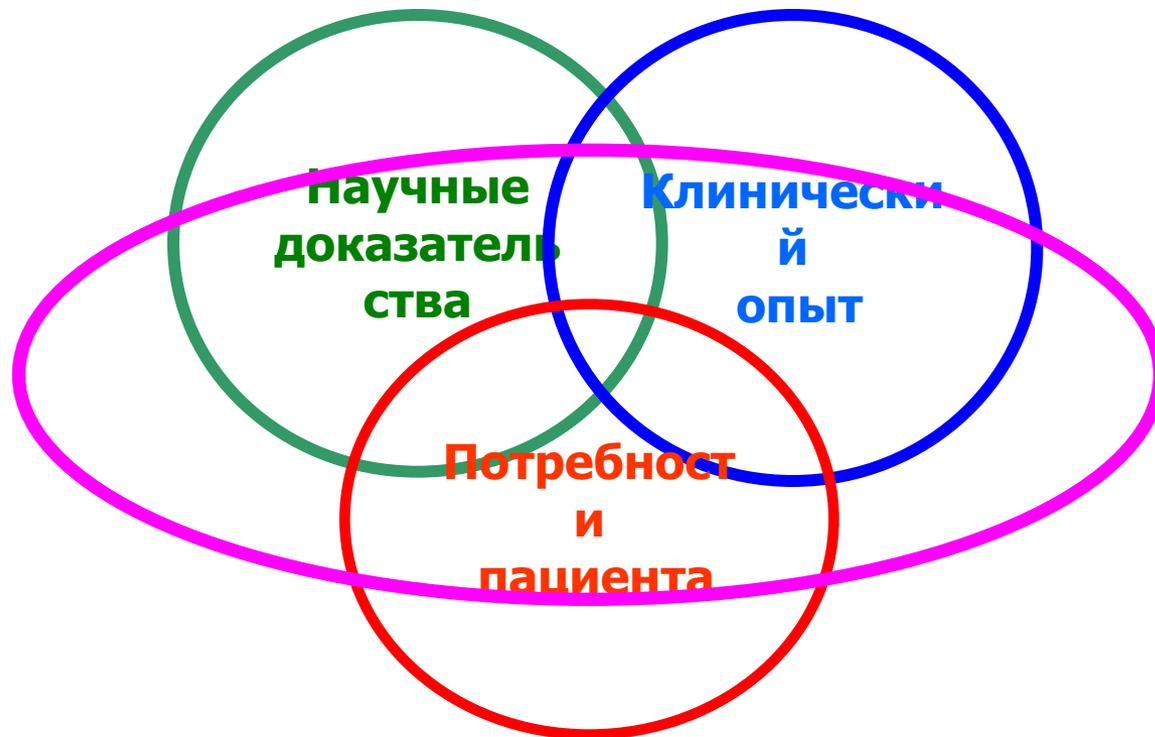 Научные
доказатель
ства
Клинически
й
опыт
Потребност
и
пациента